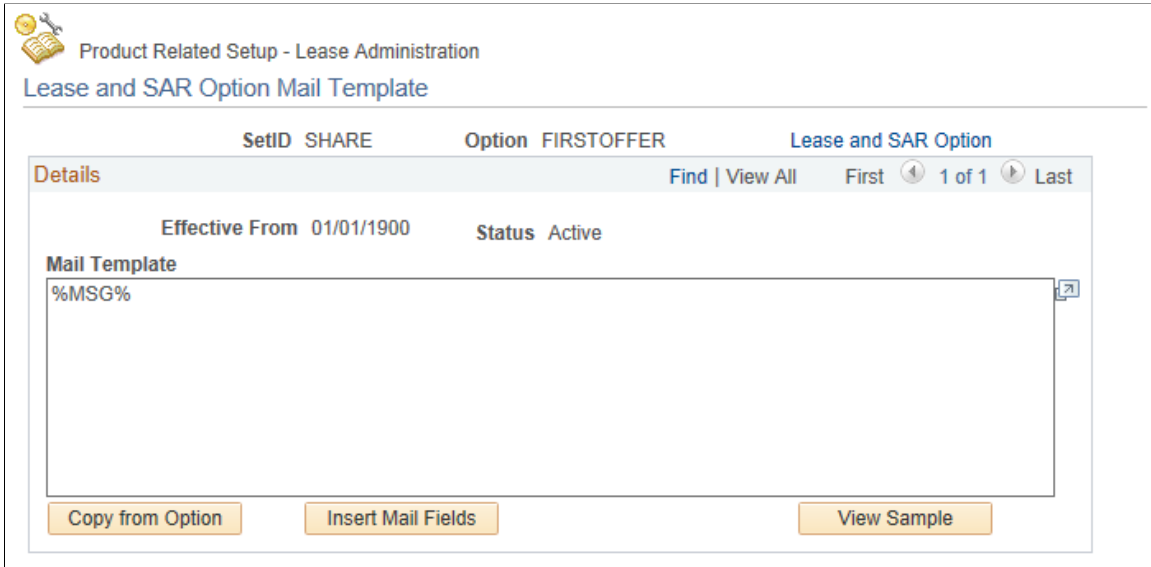 Product Related Setup - Lease Administration
Lease and SAR Option Mail Template
SetID SHARE Option FIRSTOFFER Lease and SAR Option
Details Find | View All First 1 of 1 Last
Effective From 01/01/1900 Status Active
Mail Template
%MSG%
Copy from Option Insert Mail Fields View Sample